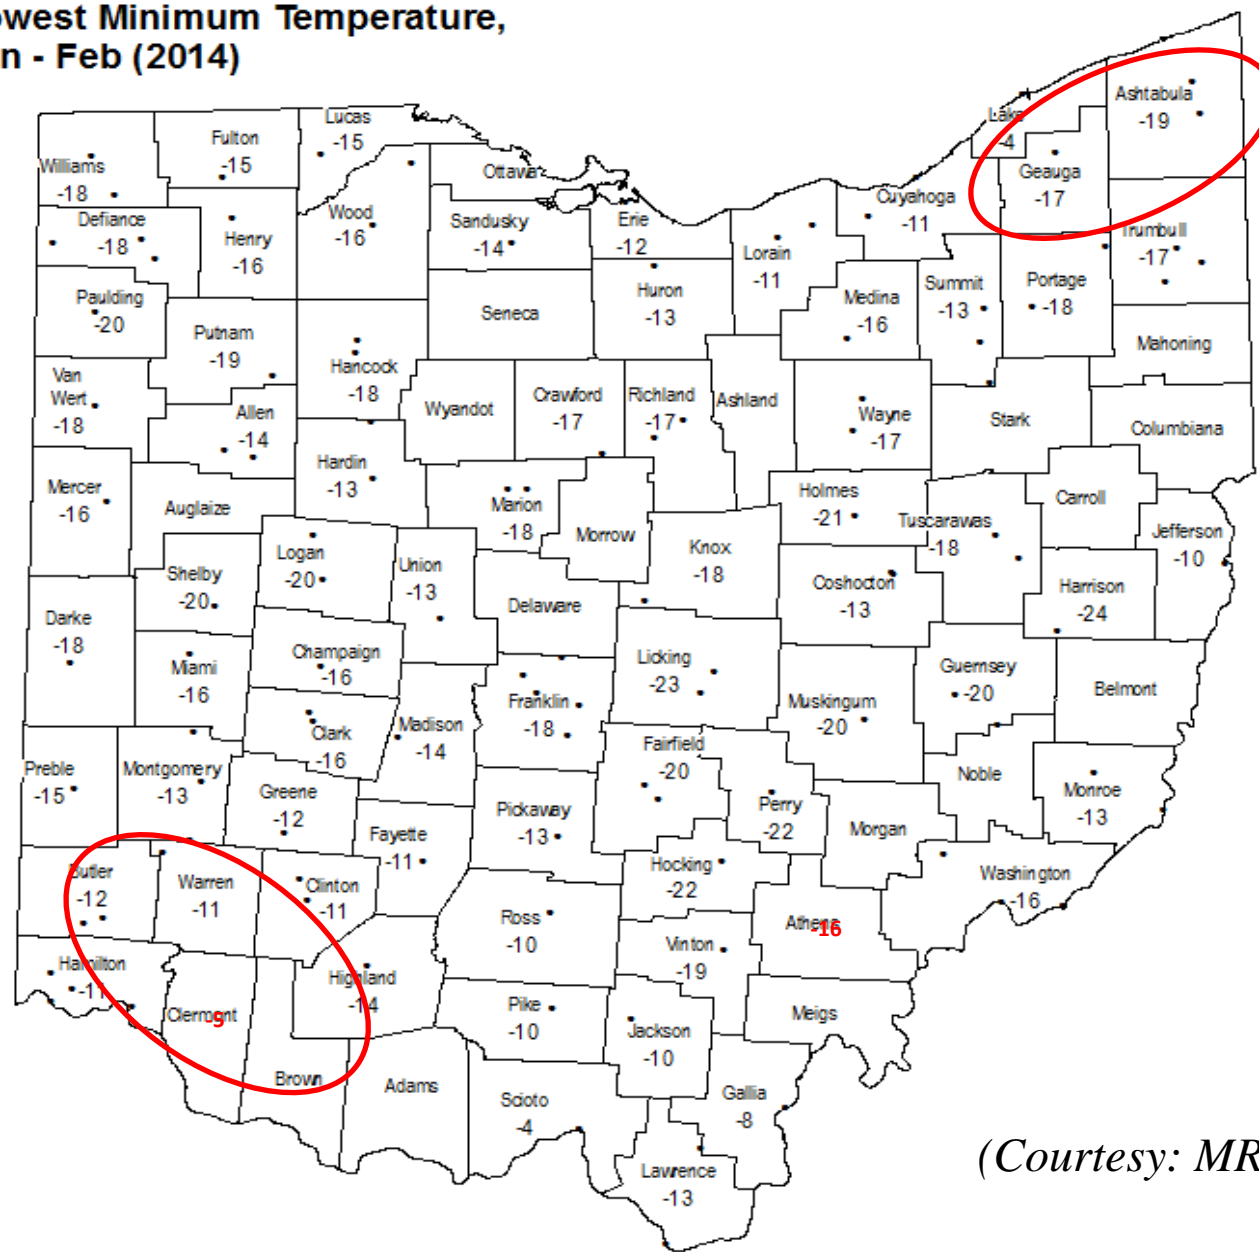 owest Minimum Temperature,
n - Feb (2014)
Lucas
-15
Fulton
-15
Williams
-18
Ottawa
Lake
-4
Ashtabula
-19
Geauga
-17
Cuyahoga
-11
Defiance
-18
Henry
-16
Wood
-16
Sandusky
-14
Erie
-12
Lorain
-11
Trumbull
-17
Paulding
-20
Putnam
-19
Seneca
Huron
-13
Medina
-16
Summit
-13
Portage
-18
Mahoning
Hancock
-18
Van
Wert
-18
Allen
-14
Wyandot
Crawford
-17
Richland
-17
Ashland
Wayne
-17
Stark
Columbiana
Mercer
-16
Auglaize
Hardin
-13
Marion
-18
Morrow
Holmes
-21
Tuscarawas
-18
Carroll
Jefferson
-10
Logan
-20
Union
-13
Knox
-18
Coshocton
-13
Harrison
-24
Shelby
-20
Delaware
Darke
-18
Miami
-16
Champaign
-16
Licking
-23
Guernsey
-20
Belmont
Franklin
-18
Muskingum
-20
Clark
-16
Madison
-14
Fairfield
-20
Preble
-15
Montgomery
-13
Greene
-12
Noble
Monroe
-13
Pickaway
-13
Perry
-22
Morgan
Fayette
-11
Hocking
-22
Washington
-16
Butler
-12
Warren
-11
Clinton
-11
Ross
-10
Athens
-16
Vinton
-19
Hamilton
-11
Highland
-14
Clermont
-9
Pike
-10
Jackson
-10
Meigs
Brown
Adams
Scioto
-4
Gallia
-8
Lawrence
-13
(Courtesy: MR